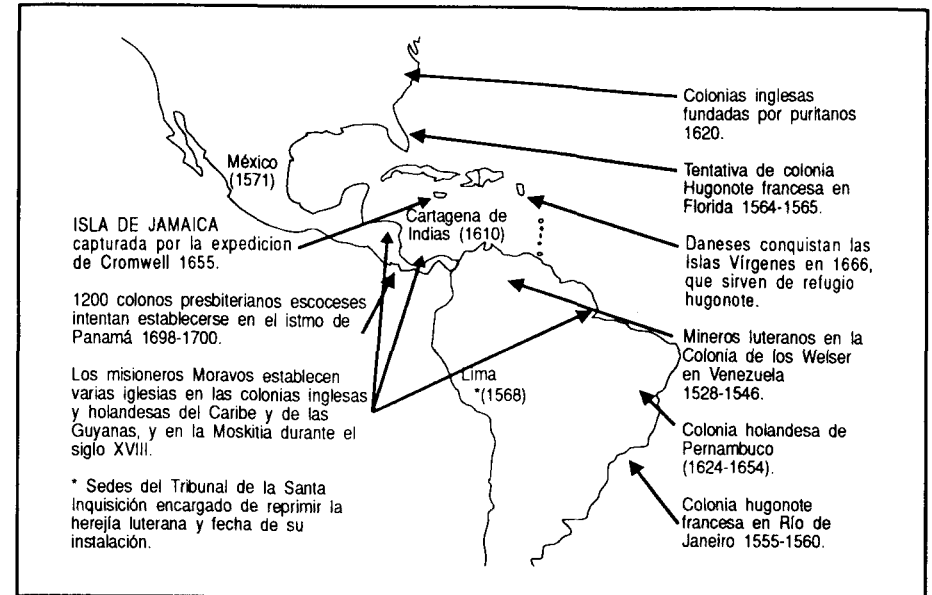 Colonias inglesas
fundadas por puritanos
1620.
Tentativa de colonia
Hugonote francesa en
Florida 1564-1565.
México
(1571)
ISLA DE JAMAICA
capturada por la expedicion
de Cromwell 1655.
Cartagena de
Indias (1610)
Daneses conquistan las
Islas Vírgenes en 1666,
que sirven de refugio
hugonote.
1200 colonos presbiterianos escoceses
intentan establecerse en el istmo de
Panamá 1698-1700.
Mineros luteranos en la
Colonia de los Welser
en Venezuela
1528-1546.
Los misioneros Moravos establecen
varias iglesias en las colonias inglesas
y holandesas del Caribe y de las
Guyanas, y en la Moskitia durante el
siglo XVIII.
Lima
*(1568)
Colonia holandesa de
Pernambuco
(1624-1654).
* Sedes del Tribunal de la Santa
Inquisición encargado de reprimir la
herejía luterana y fecha de su
instalación.
Colonia hugonote
francesa en Río de
Janeiro 1555-1560.